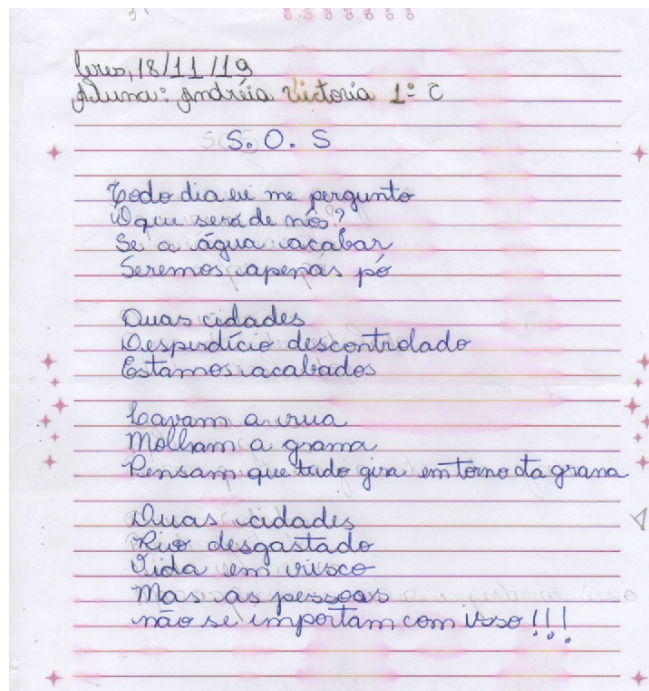 Ceres, 18/11/19
Aluna: Andréia Victoria 1º C
S.O.S
Todo dia eu me pergunto
O que será de nós?
Se a água acabar
Seremos apenas pó
Duas cidades
Desperdício descontrolado
Estamos acabados
Lavam a rua
Molham a grama
Pensam que tudo gira em torno da grana
Duas cidades
Rio desgastado
Vida em risco
Mas as pessoas
não se importam com isso!!!